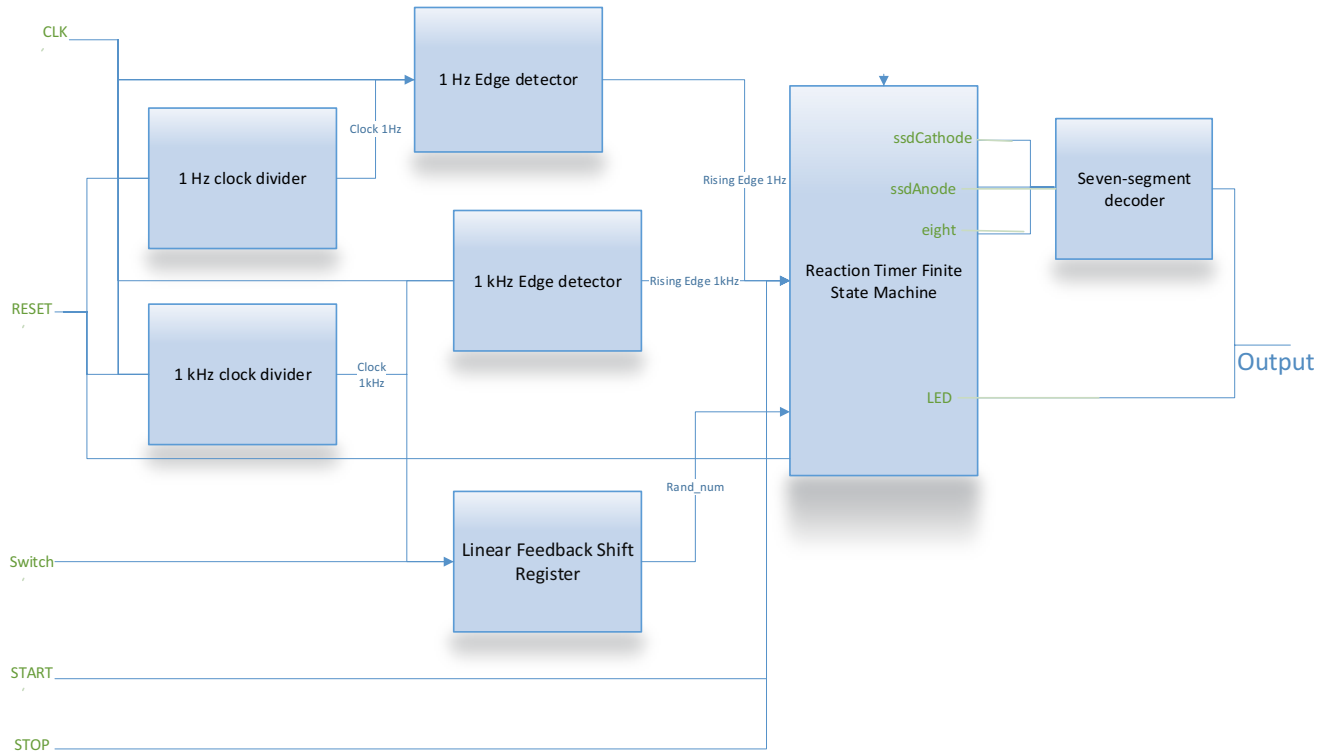 CLK
1 Hz Edge detector
Clock 1Hz
ssdCathode
1 Hz clock divider
Rising Edge 1Hz
ssdAnode
Seven-segment
decoder
eight
1 kHz Edge detector
Rising Edge 1kHz
Reaction Timer Finite
State Machine
RESET
1 kHz clock divider
Clock
1kHz
Output
LED
Rand_num
Switch
Linear Feedback Shift
Register
START
STOP